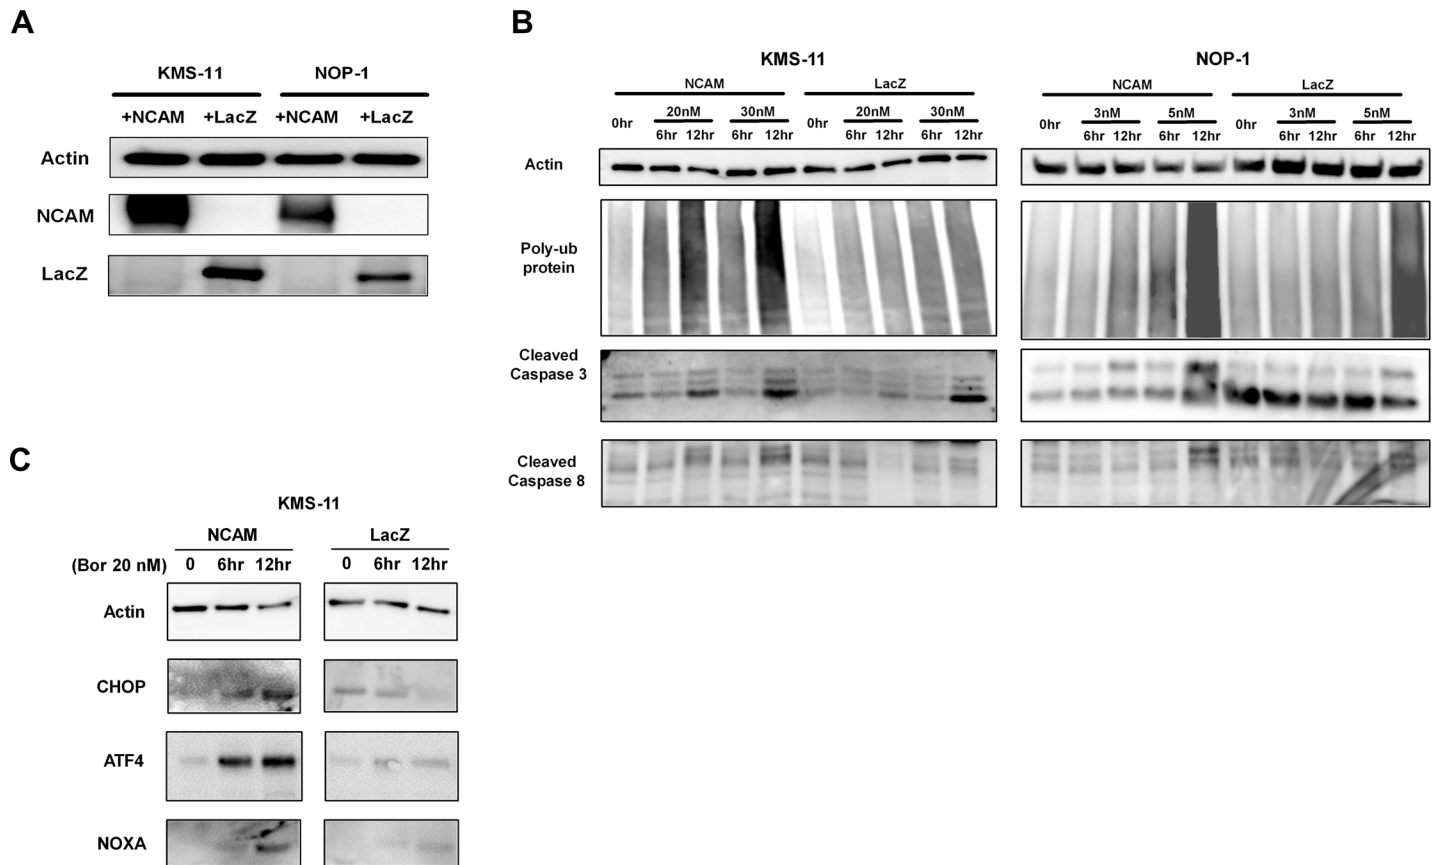 A
KMS-11 NOP-1
+NCAM +LacZ +NCAM +LacZ
Actin
NCAM
LacZ
B
KMS-11
NCAM LacZ
0hr 20nM 30nM 0hr 20nM 30nM
6hr 12hr 6hr 12hr 6hr 12hr 6hr 12hr
NOP-1
NCAM LacZ
0hr 3nM 5nM 0hr 3nM 5nM
6hr 12hr 6hr 12hr 6hr 12hr 6hr 12hr
Actin
Poly-ub
protein
Cleaved
Caspase 3
Cleaved
Caspase 8
C
KMS-11
NCAM LacZ
(Bor 20 nM) 0 6hr 12hr 0 6hr 12hr
Actin
CHOP
ATF4
NOXA